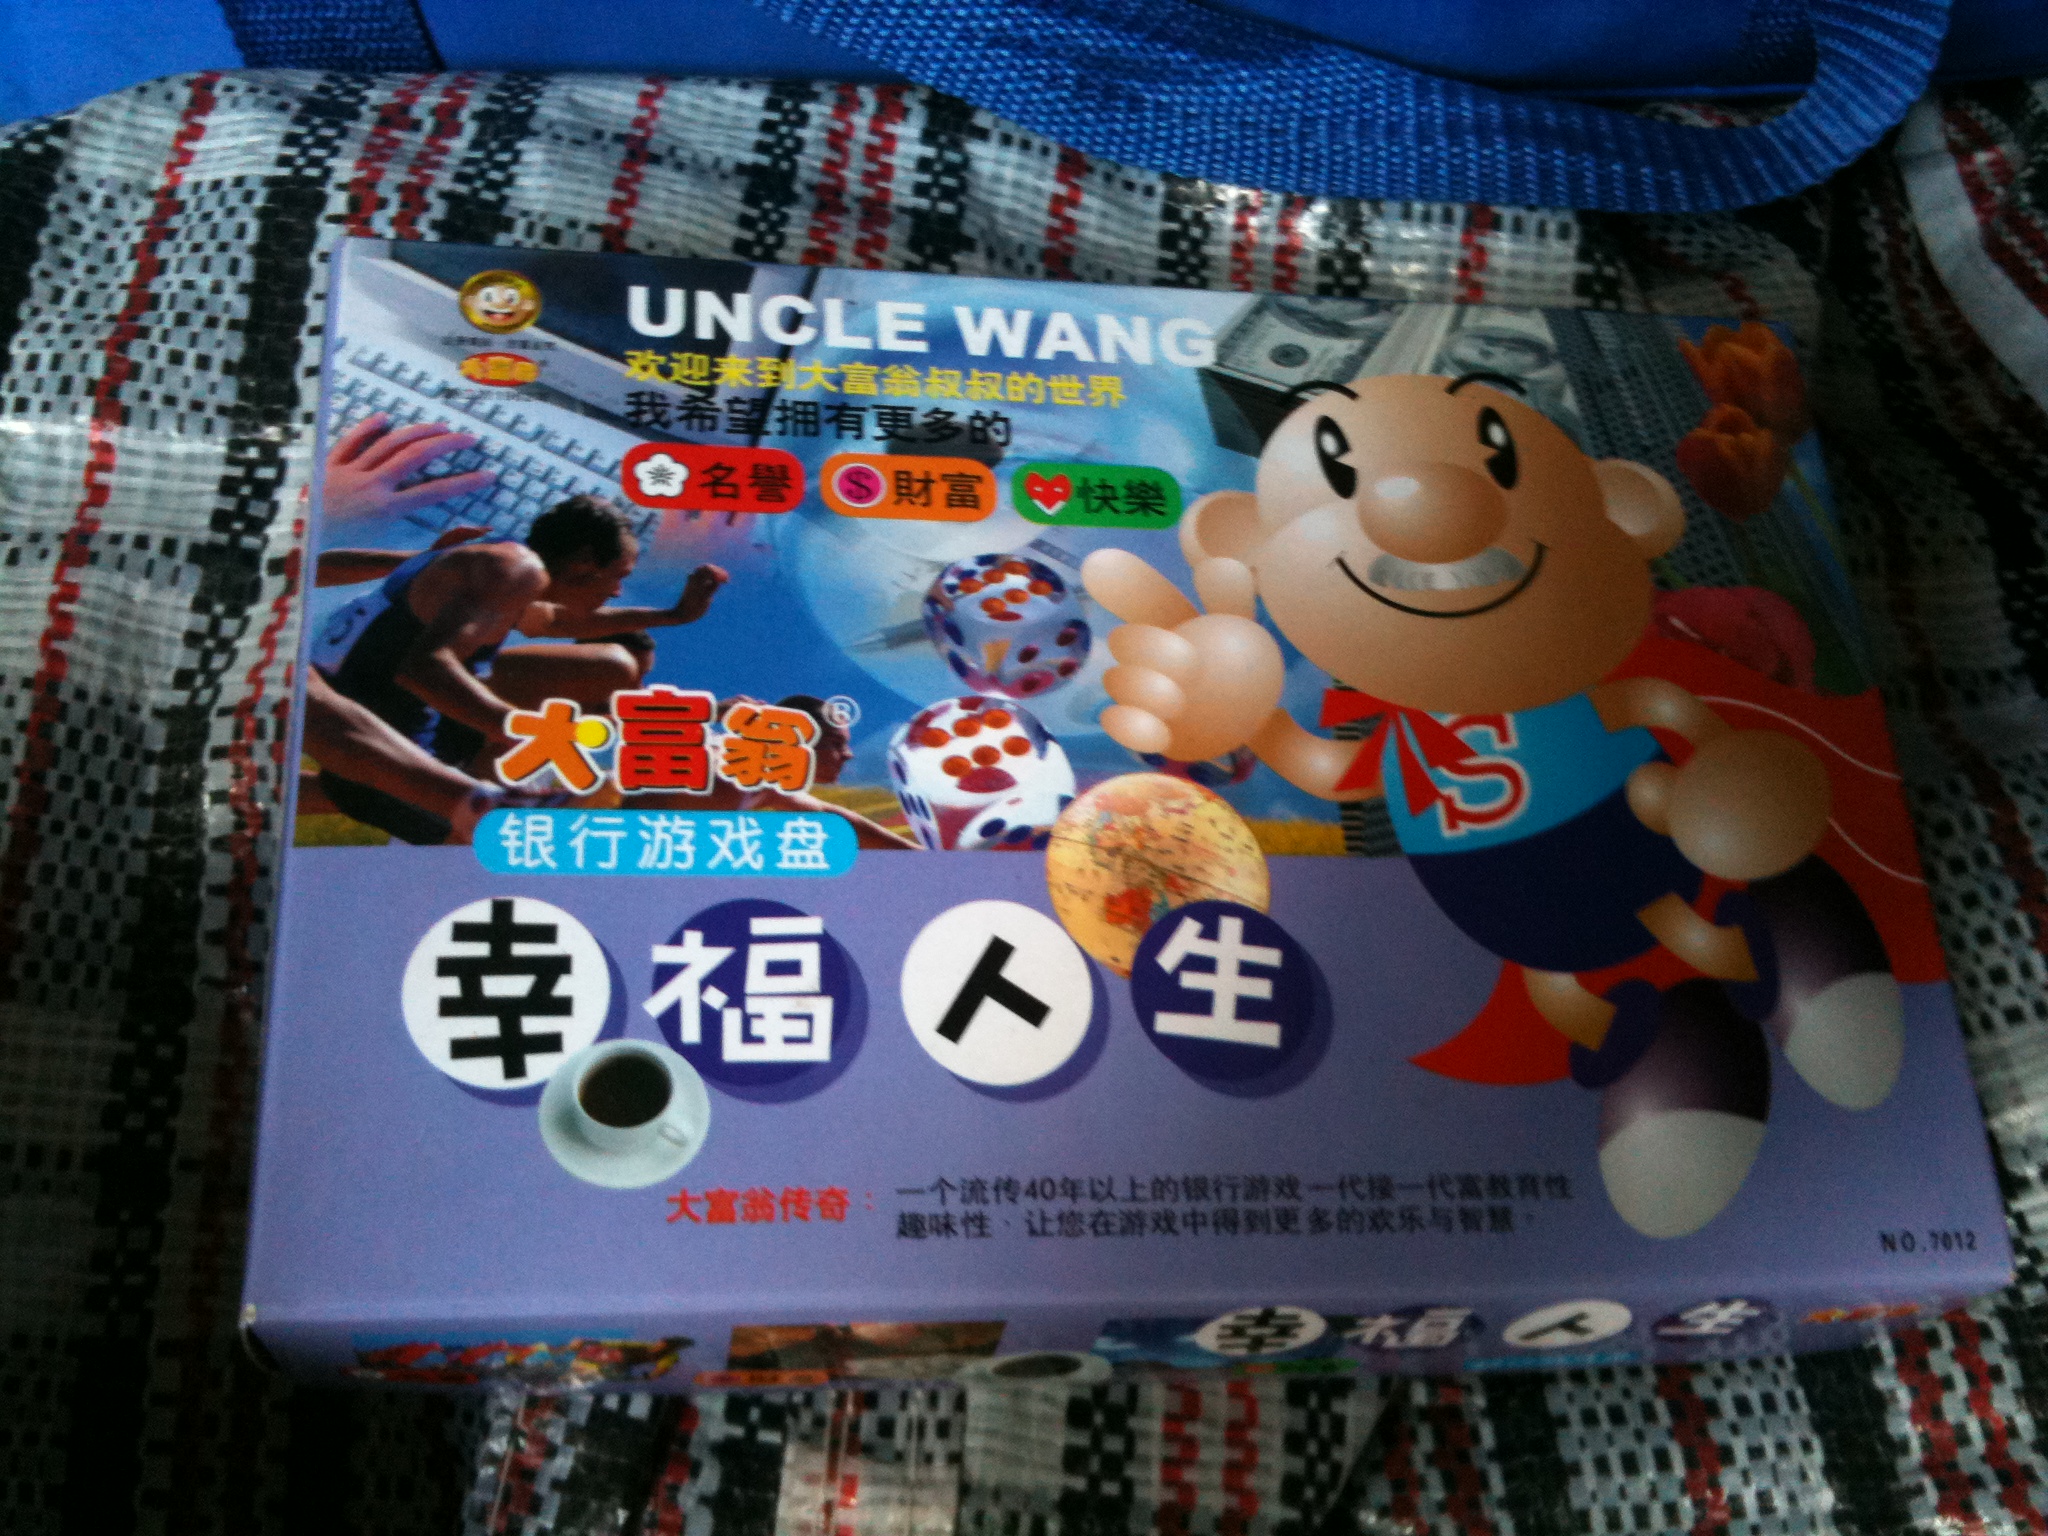 UNCLE WANG
欢迎来到大富翁叔叔的世界
我希望拥有更多的
名譽 財富 快樂
大富翁
S
大富翁®
银行游戏盘
幸福人生
大富翁传奇：一个流传40年以上的银行游戏一代接一代富教育性
趣味性、让您在游戏中得到更多的欢乐与智慧。
NO.7012
幸福人生